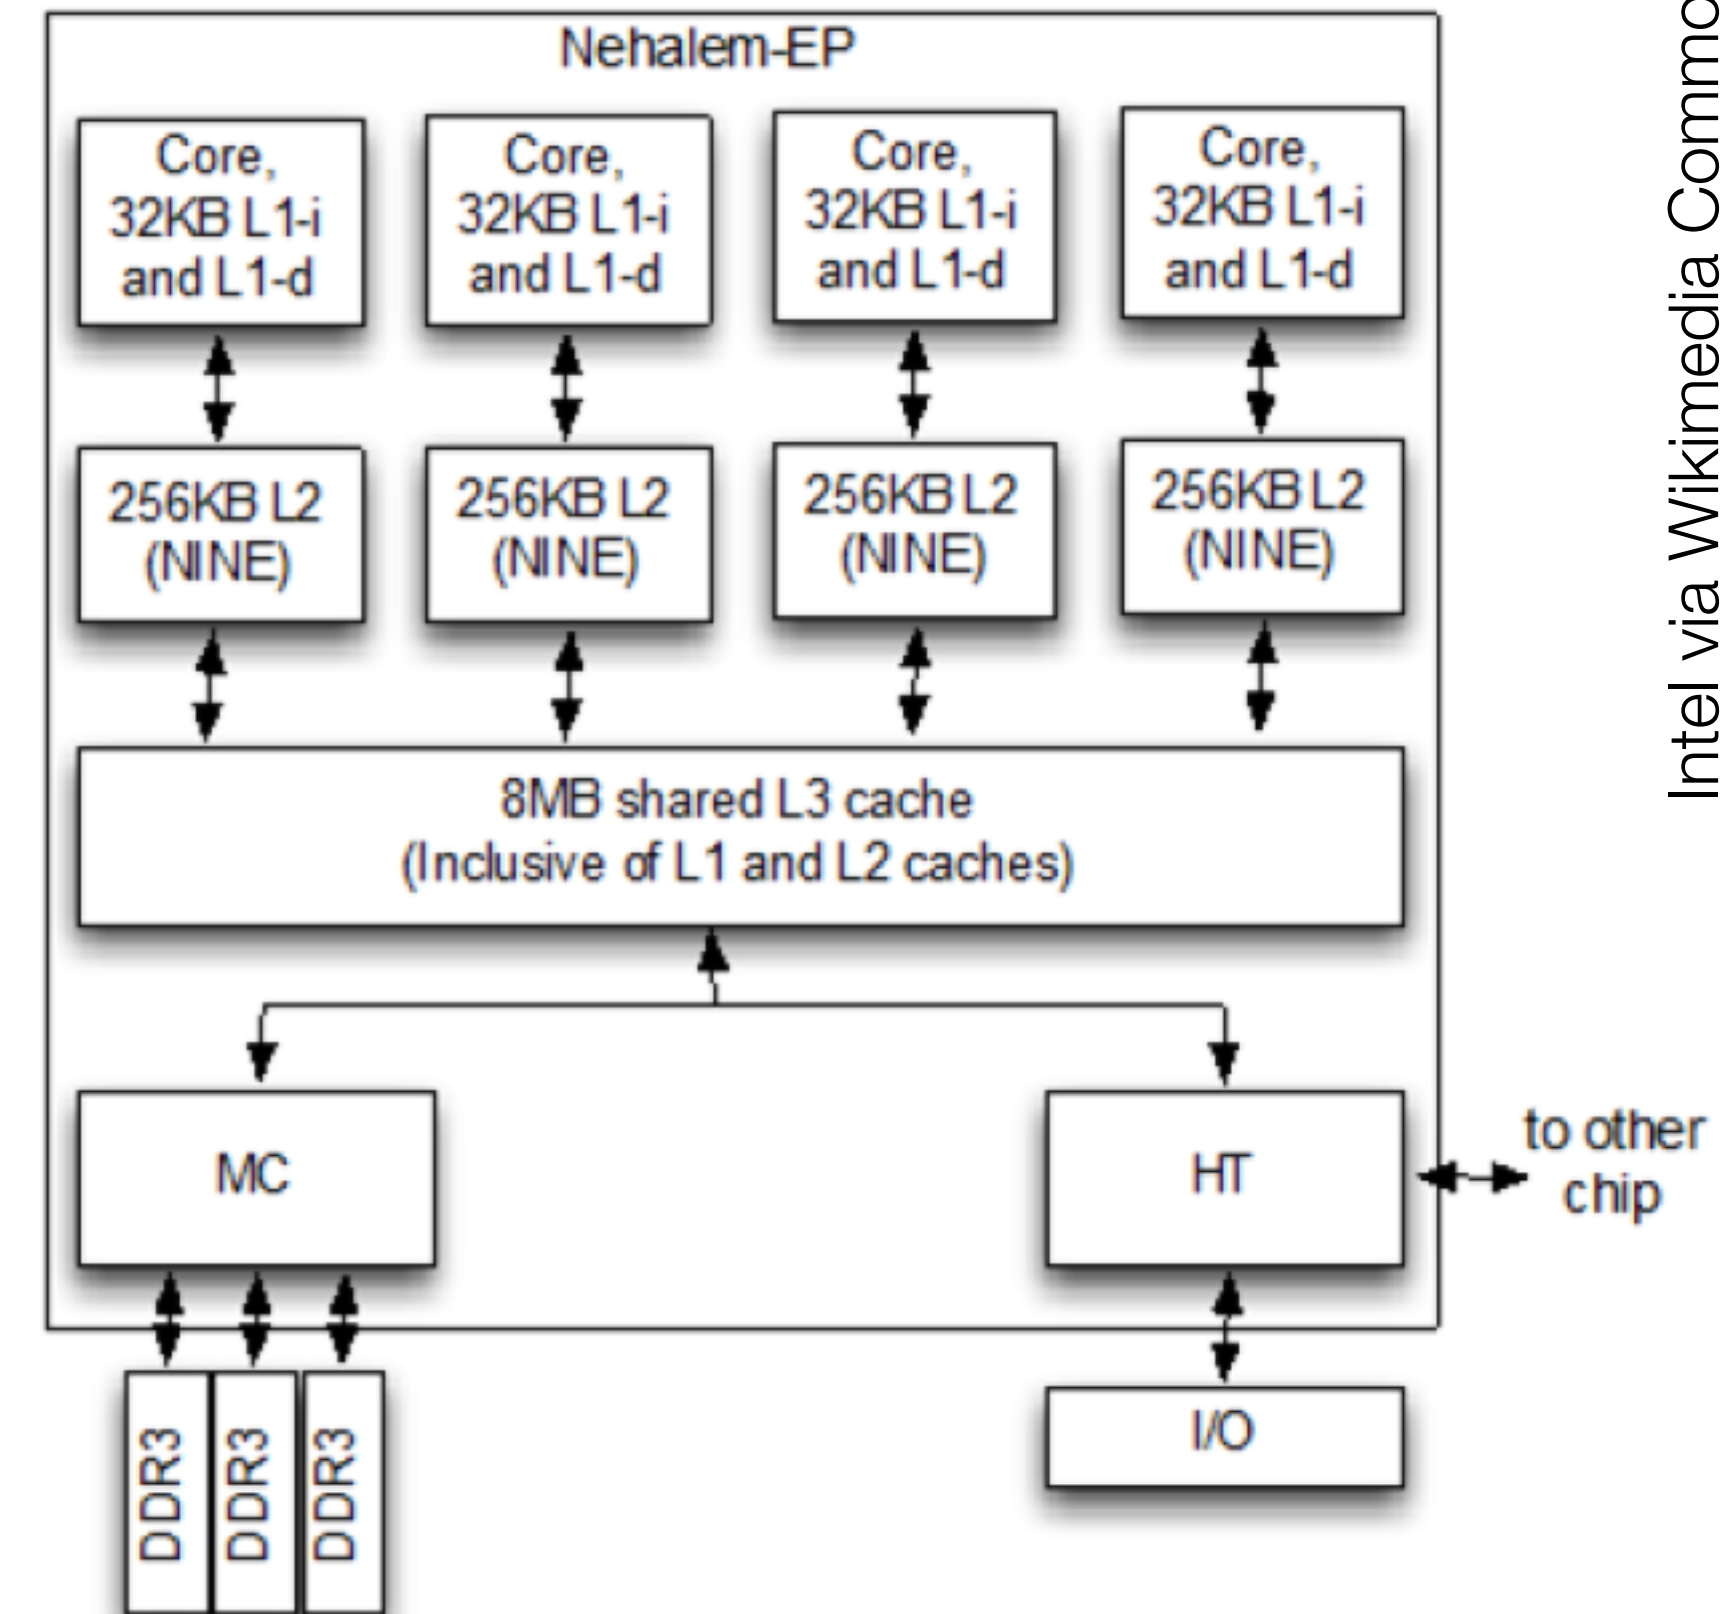 Nehalem-EP
Core,
32KB L1-i
and L1-d
Core,
32KB L1-i
and L1-d
Core,
32KB L1-i
and L1-d
Core,
32KB L1-i
and L1-d
256KB L2
(NINE)
256KB L2
(NINE)
256KB L2
(NINE)
256KB L2
(NINE)
8MB shared L3 cache
(Inclusive of L1 and L2 caches)
MC
HT
to other
chip
DDR3
DDR3
DDR3
I/O
Intel via Wikimedia